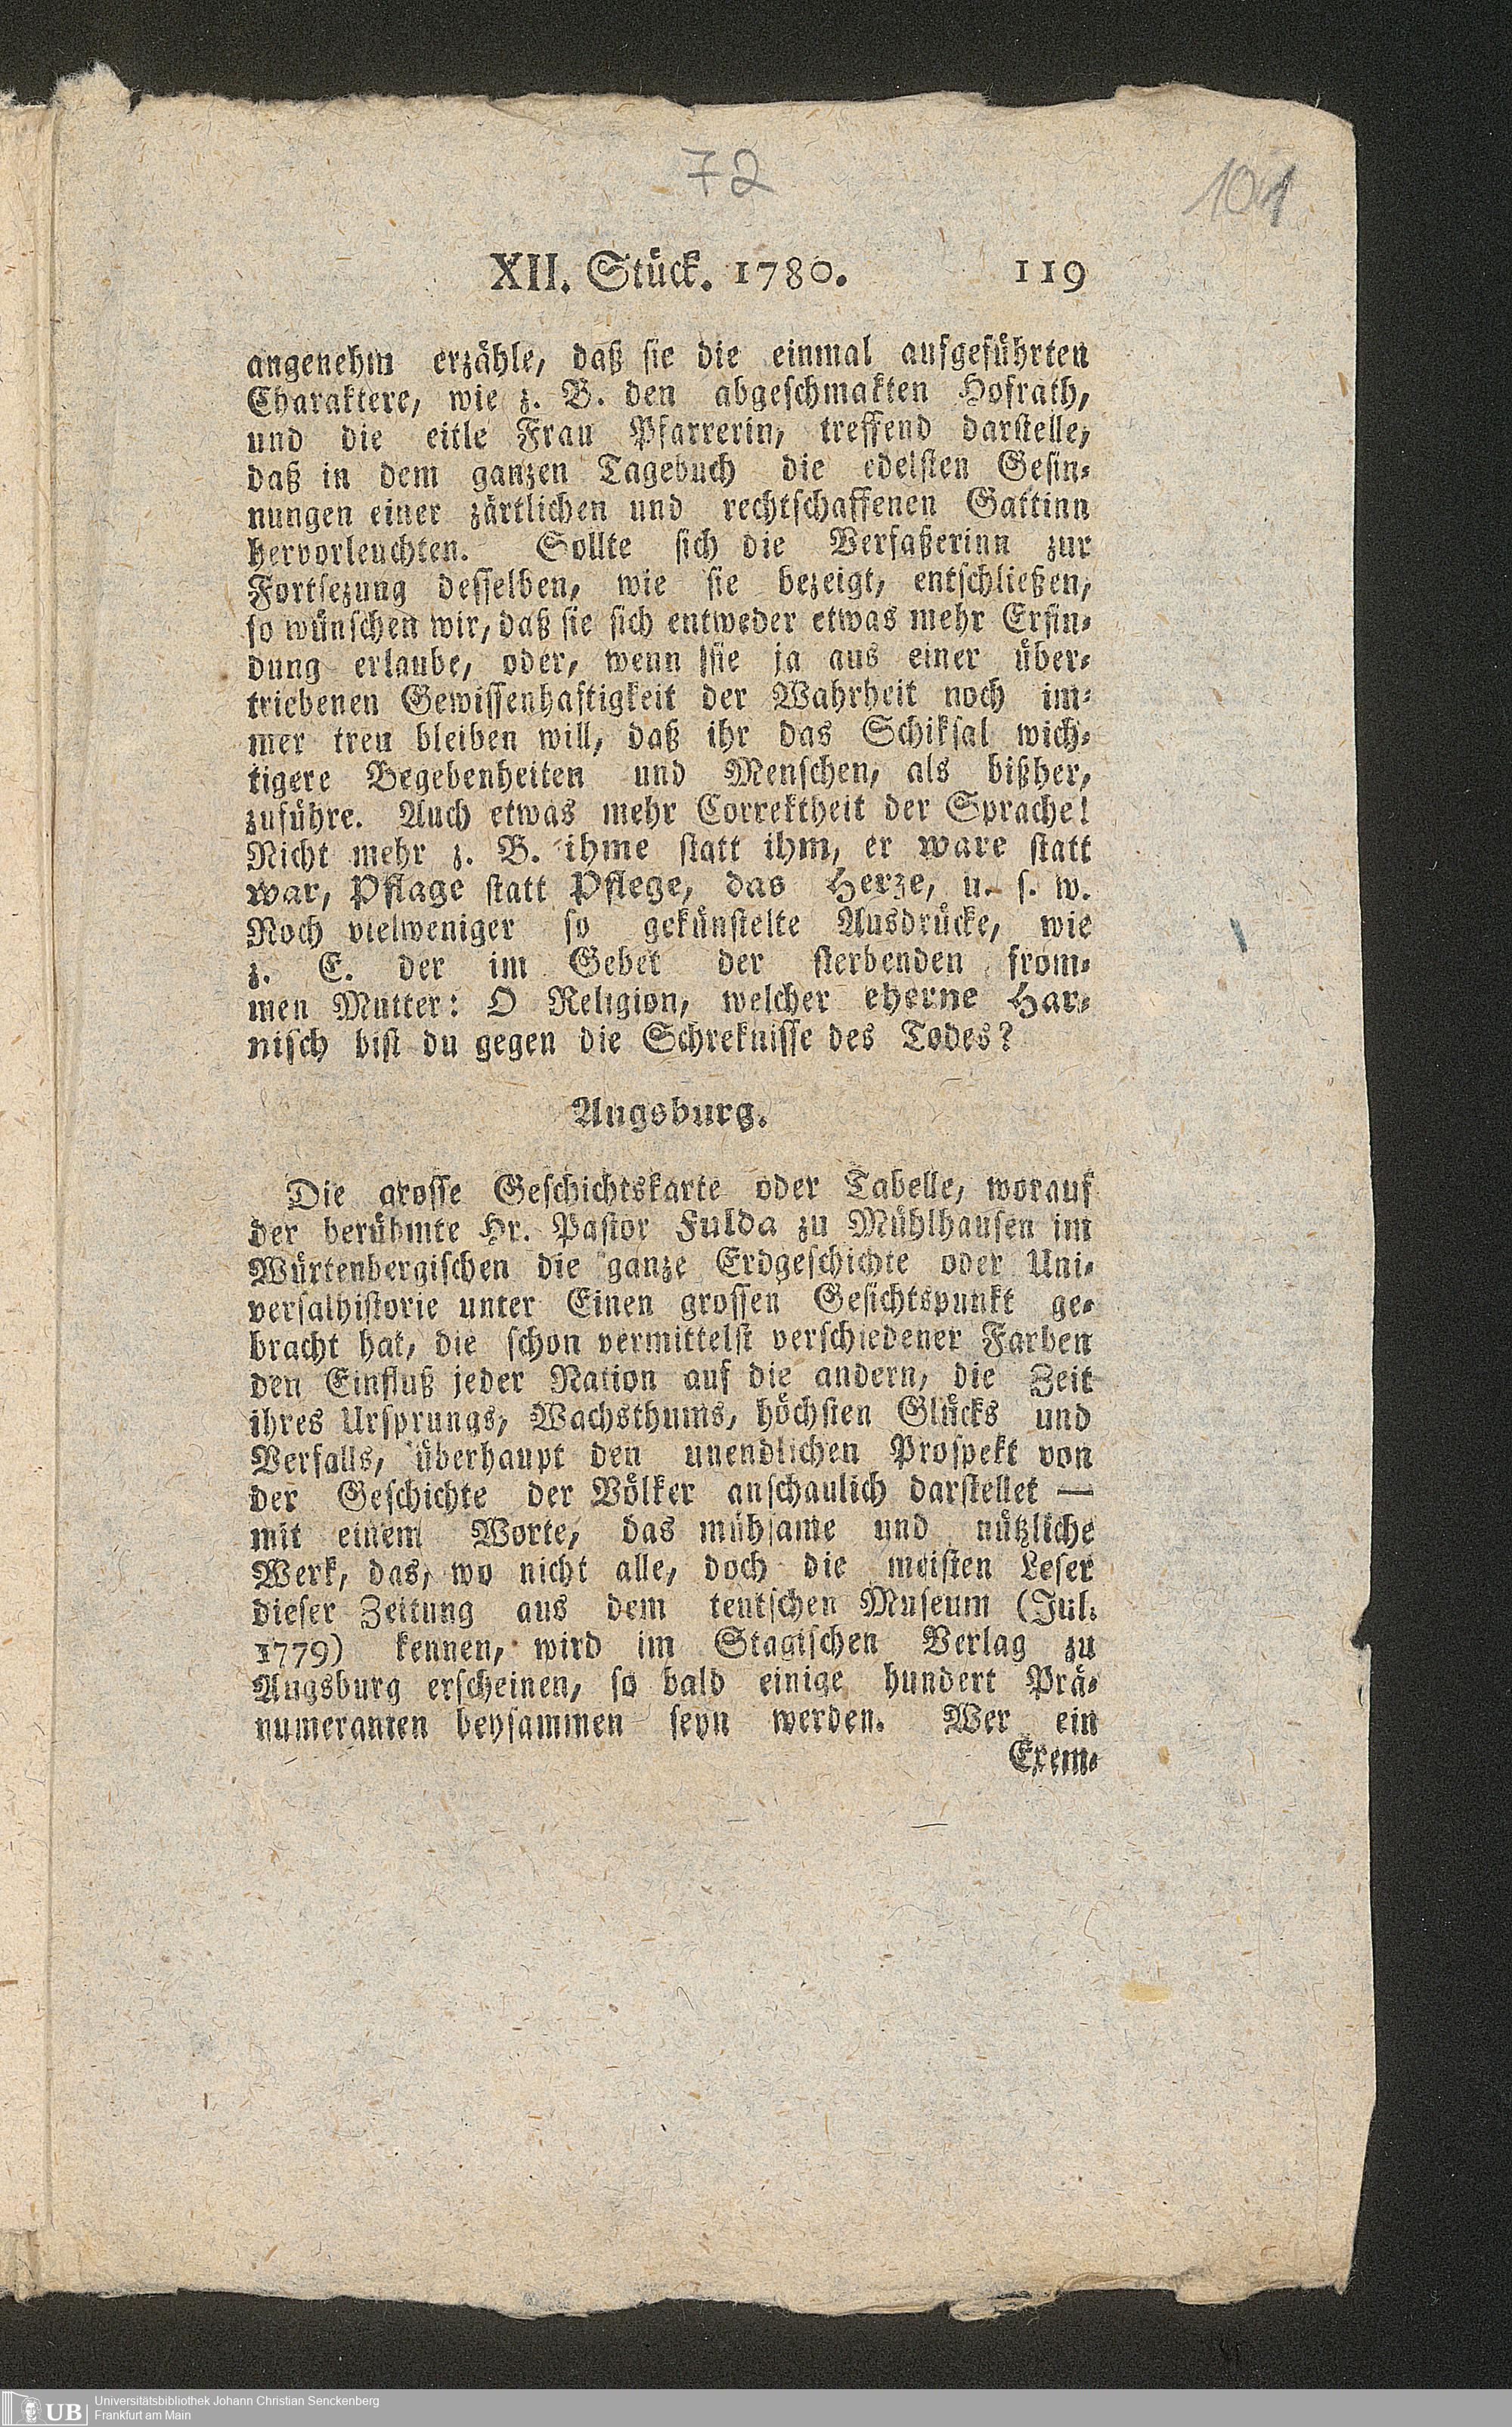 72
XII. Stück. 1780. 119
angenehm erzähle, daß sie die einmal aufgeführten
Charaktere, wie z. B. den abgeschmakten Hofrath,
und die eitle Frau Pfarrerin, treffend darstelle,
daß in dem ganzen Tagebuch die edelsten Gesin-
nungen einer zärtlichen und rechtschaffenen Gattinn
hervorleuchten. Sollte sich die Verfaßerinn zur
Fortsezung desselben, wie sie bezeigt, entschließen,
so wünschen wir, daß sie sich entweder etwas mehr Erfin-
dung erlaube, oder, wenn sie ja aus einer über-
triebenen Gewissenhaftigkeit der Wahrheit noch im-
mer treu bleiben will, daß ihr das Schiksal wich-
tigere Begebenheiten und Menschen, als bißher,
zuführe. Auch etwas mehr Correktheit der Sprache!
Nicht mehr z. B. ihme statt ihm, er ware statt
war, Pflage statt Pflege, das Herze, u. s. w.
Noch vielweniger so gekünstelte Ausdrücke, wie
z. E. der im Gebet der sterbenden from-
men Mutter: O Religion, welcher eherne Har-
nisch bist du gegen die Schreknisse des Todes?
Augsburg.
Die grosse Geschichtskarte oder Tabelle, worauf
der berühmte Hr. Pastor Fulda zu Mühlhausen im
Würtenbergischen die ganze Erdgeschichte oder Uni-
versalhistorie unter Einen grossen Gesichtspunkt ge-
bracht hat, die schon vermittelst verschiedener Farben
den Einfluß jeder Nation auf die andern, die Zeit
ihres Ursprungs, Wachsthums, höchsten Glücks und
Verfalls, überhaupt den unendlichen Prospekt von
der Geschichte der Völker anschaulich darstellet —
mit einem Worte, das mühsame und nützliche
Werk, das, wo nicht alle, doch die meisten Leser
dieser Zeitung aus dem teutschen Museum (Jul.
1779) kennen, wird im Stagischen Verlag zu
Augsburg erscheinen, so bald einige hundert Prä-
numeranten beysammen seyn werden. Wer ein
Exem-
UB Universitätsbibliothek Johann Christian Senckenberg
Frankfurt am Main